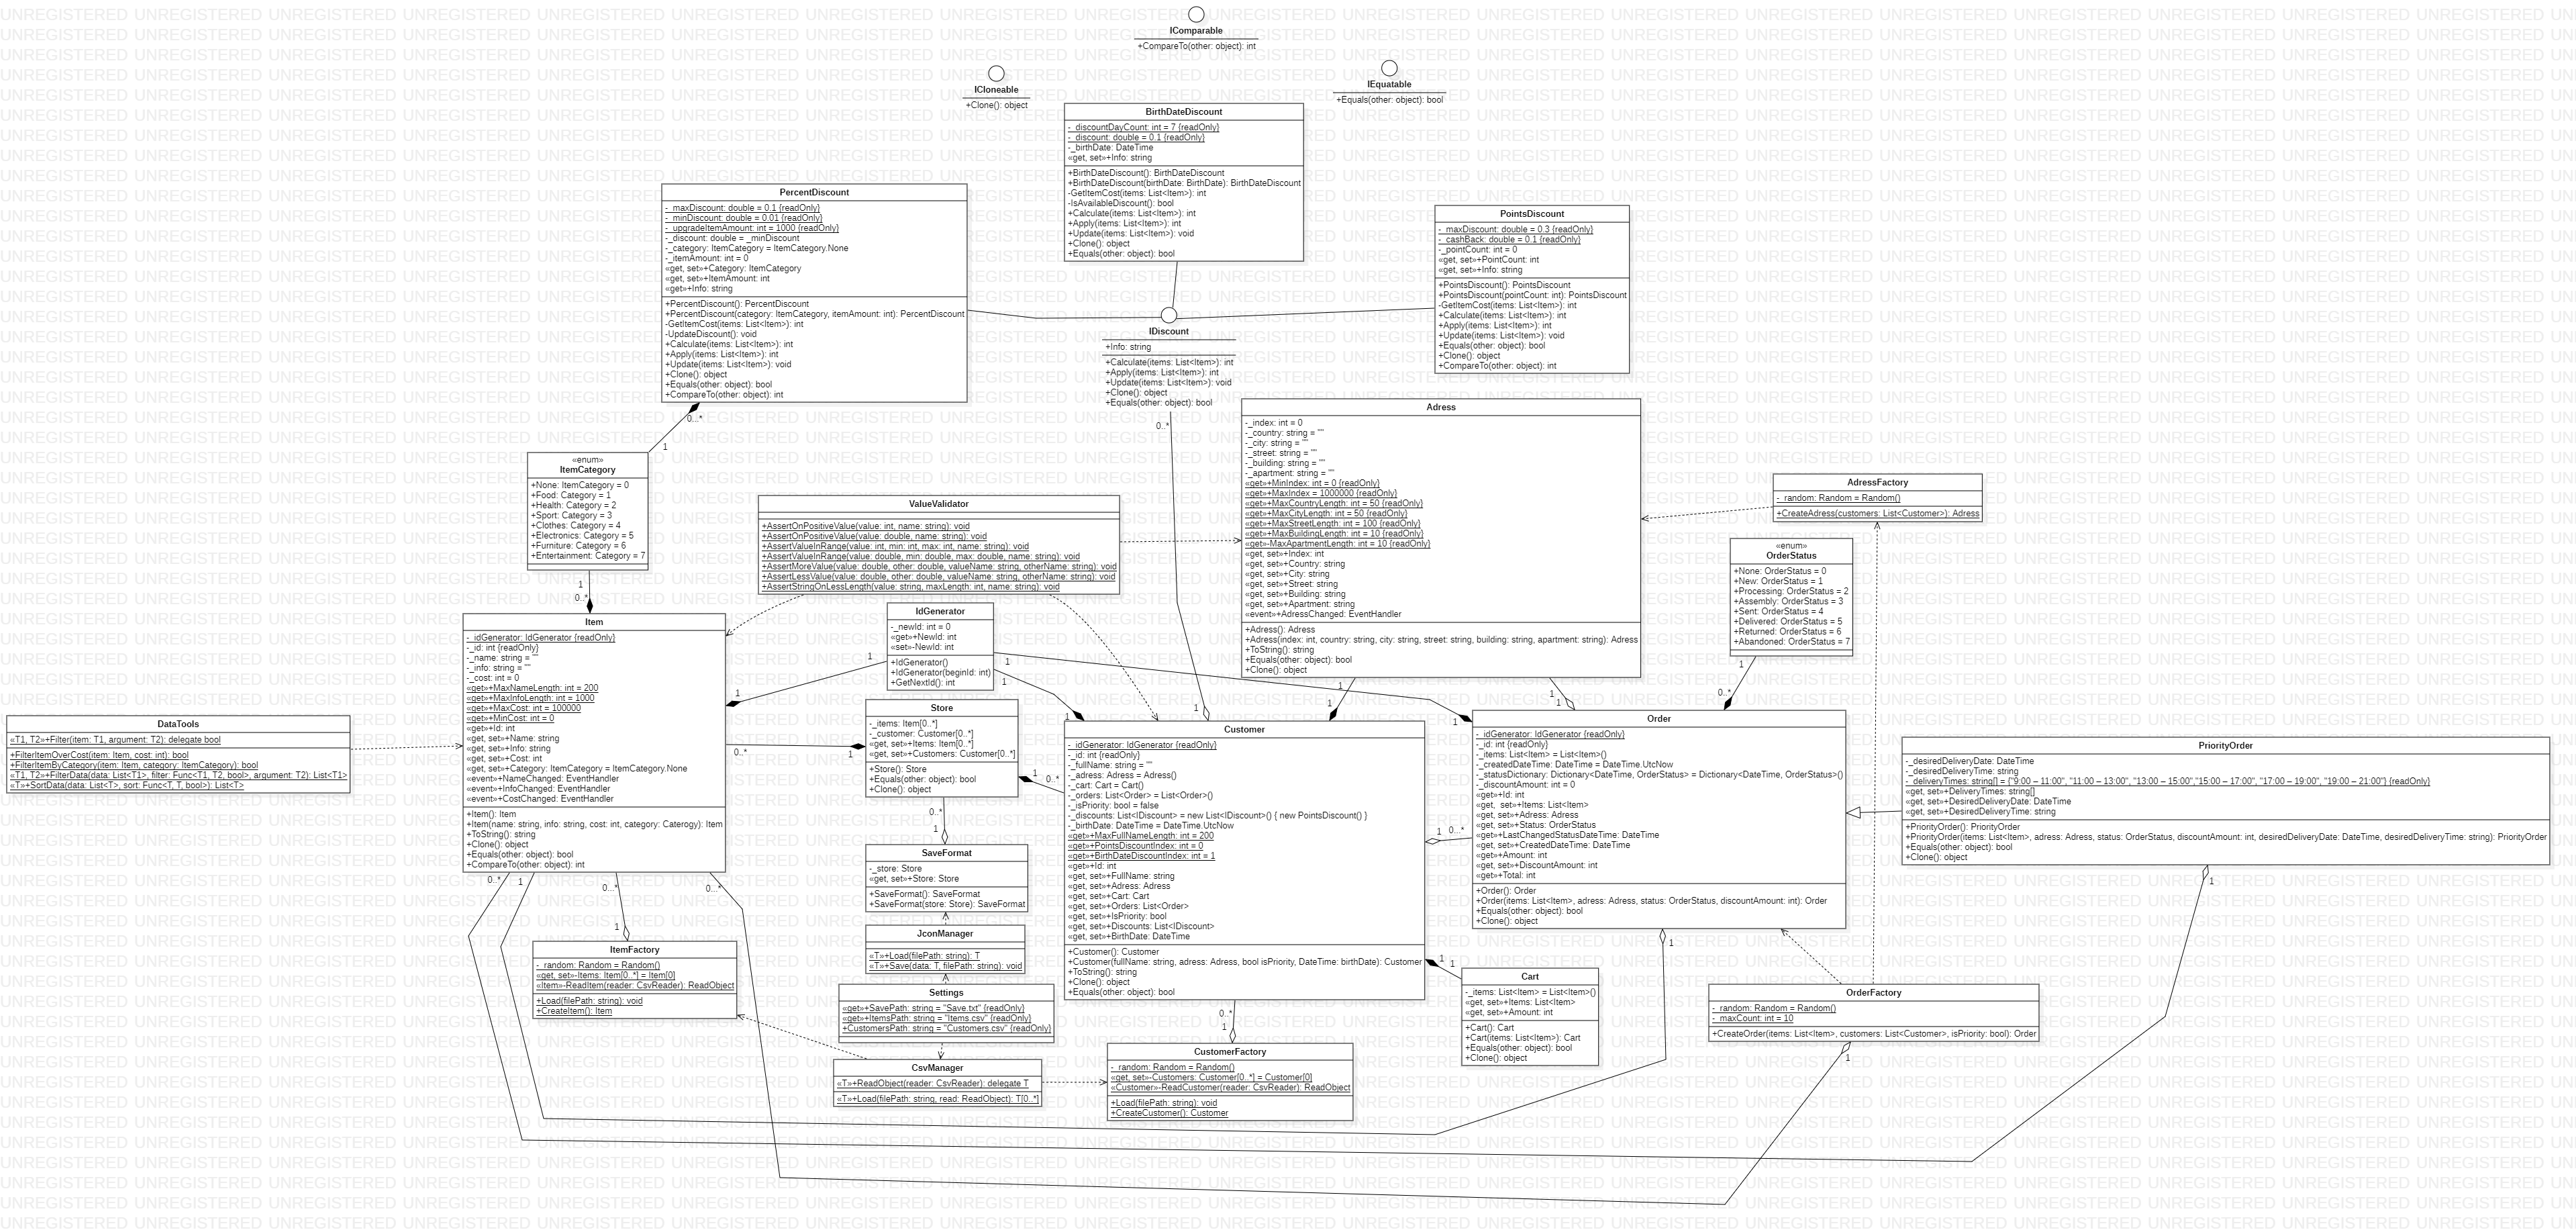 IComparable
+CompareTo(other: object): int
ICloneable
+Clone(): object
IEquatable
+Equals(other: object): bool
BirthDateDiscount
-_discountDayCount: int = 7 {readOnly}
-_discount: double = 0.1 {readOnly}
-_birthDate: DateTime
«get, set»+Info: string
+BirthDateDiscount(): BirthDateDiscount
+BirthDateDiscount(birthDate: BirthDate): BirthDateDiscount
-GetItemCost(items: List<Item>): int
-IsAvailableDiscount(): bool
+Calculate(items: List<Item>): int
+Apply(items: List<Item>): int
+Update(items: List<Item>): void
+Clone(): object
+Equals(other: object): bool
PercentDiscount
-_maxDiscount: double = 0.1 {readOnly}
-_minDiscount: double = 0.01 {readOnly}
-_upgradeItemAmount: int = 1000 {readOnly}
-_discount: double = _minDiscount
-_category: ItemCategory = ItemCategory.None
-_itemAmount: int = 0
«get, set»+Category: ItemCategory
«get, set»+ItemAmount: int
«get»+Info: string
+PercentDiscount(): PercentDiscount
+PercentDiscount(category: ItemCategory, itemAmount: int): PercentDiscount
-GetItemCost(items: List<Item>): int
-UpdateDiscount(): void
+Calculate(items: List<Item>): int
+Apply(items: List<Item>): int
+Update(items: List<Item>): void
+Clone(): object
+Equals(other: object): bool
+CompareTo(other: object): int
PointsDiscount
-_maxDiscount: double = 0.3 {readOnly}
-_cashBack: double = 0.1 {readOnly}
-_pointCount: int = 0
«get, set»+PointCount: int
«get, set»+Info: string
+PointsDiscount(): PointsDiscount
+PointsDiscount(pointCount: int): PointsDiscount
-GetItemCost(items: List<Item>): int
+Calculate(items: List<Item>): int
+Apply(items: List<Item>): int
+Update(items: List<Item>): void
+Equals(other: object): bool
+Clone(): object
+CompareTo(other: object): int
IDiscount
+Info: string
+Calculate(items: List<Item>): int
+Apply(items: List<Item>): int
+Update(items: List<Item>): void
+Clone(): object
+Equals(other: object): bool
0..*
1
0...*
1
«enum»
ItemCategory
+None: ItemCategory = 0
+Food: Category = 1
+Health: Category = 2
+Sport: Category = 3
+Clothes: Category = 4
+Electronics: Category = 5
+Furniture: Category = 6
+Entertainment: Category = 7
1
0..*
ValueValidator
+AssertOnPositiveValue(value: int, name: string): void
+AssertOnPositiveValue(value: double, name: string): void
+AssertValueInRange(value: int, min: int, max: int, name: string): void
+AssertValueInRange(value: double, min: double, max: double, name: string): void
+AssertMoreValue(value: double, other: double, valueName: string, otherName: string): void
+AssertLessValue(value: double, other: double, valueName: string, otherName: string): void
+AssertStringOnLessLength(value: string, maxLength: int, name: string): void
Adress
-_index: int = 0
-_country: string = ""
-_city: string = ""
-_street: string = ""
-_building: string = ""
-_apartment: string = ""
«get»+MinIndex: int = 0 {readOnly}
«get»+MaxIndex = 1000000 {readOnly}
«get»+MaxCountryLength: int = 50 {readOnly}
«get»+MaxCityLength: int = 50 {readOnly}
«get»+MaxStreetLength: int = 100 {readOnly}
«get»+MaxBuildingLength: int = 10 {readOnly}
«get»-MaxApartmentLength: int = 10 {readOnly}
«get, set»+Index: int
«get, set»+Country: string
«get, set»+City: string
«get, set»+Street: string
«get, set»+Building: string
«get, set»+Apartment: string
«event»+AdressChanged: EventHandler
+Adress(): Adress
+Adress(index: int, country: string, city: string, street: string, building: string, apartment: string): Adress
+ToString(): string
+Equals(other: object): bool
+Clone(): object
1
1
AdressFactory
-_random: Random = Random()
+CreateAdress(customers: List<Customer>): Adress
«enum»
OrderStatus
+None: OrderStatus = 0
+New: OrderStatus = 1
+Processing: OrderStatus = 2
+Assembly: OrderStatus = 3
+Sent: OrderStatus = 4
+Delivered: OrderStatus = 5
+Returned: OrderStatus = 6
+Abandoned: OrderStatus = 7
1
0..*
IdGenerator
-_newId: int = 0
«get»+NewId: int
«set»-NewId: int
+IdGenerator()
+IdGenerator(beginId: int)
+GetNextId(): int
1
1
1
1
1
1
Item
-_idGenerator: IdGenerator {readOnly}
-_id: int {readOnly}
-_name: string = ""
-_info: string = ""
-_cost: int = 0
«get»+MaxNameLength: int = 200
«get»+MaxInfoLength: int = 1000
«get»+MaxCost: int = 100000
«get»+MinCost: int = 0
«get»+Id: int
«get, set»+Name: string
«get, set»+Info: string
«get, set»+Cost: int
«get, set»+Category: ItemCategory = ItemCategory.None
«event»+NameChanged: EventHandler
«event»+InfoChanged: EventHandler
«event»+CostChanged: EventHandler
+Item(): Item
+Item(name: string, info: string, cost: int, category: Caterogy): Item
+ToString(): string
+Clone(): object
+Equals(other: object): bool
+CompareTo(other: object): int
0..*
1
0...*
0..*
DataTools
«T1, T2»+Filter(item: T1, argument: T2): delegate bool
+FilterItemOverCost(item: Item, cost: int): bool
+FilterItemByCategory(item: Item, category: ItemCategory): bool
«T1, T2»+FilterData(data: List<T1>, filter: Func<T1, T2, bool>, argument: T2): List<T1>
«T»+SortData(data: List<T>, sort: Func<T, T, bool>): List<T>
Store
-_items: Item[0..*]
-_customer: Customer[0..*]
«get, set»+Items: Item[0..*]
«get, set»+Customers: Customer[0..*]
+Store(): Store
+Equals(other: object): bool
+Clone(): object
0..*
1
1
0..*
0...*
1
SaveFormat
-_store: Store
«get, set»+Store: Store
+SaveFormat(): SaveFormat
+SaveFormat(store: Store): SaveFormat
JconManager
«T»+Load(filePath: string): T
«T»+Save(data: T, filePath: string): void
Settings
«get»+SavePath: string = "Save.txt" {readOnly}
«get»+ItemsPath: string = "Items.csv" {readOnly}
+CustomersPath: string = "Customers.csv" {readOnly}
CsvManager
«T»+ReadObject(reader: CsvReader): delegate T
«T»+Load(filePath: string, read: ReadObject): T[0..*]
Customer
-_idGenerator: IdGenerator {readOnly}
-_id: int {readOnly}
-_fullName: string = ""
-_adress: Adress = Adress()
-_cart: Cart = Cart()
-_orders: List<Order> = List<Order>()
-_isPriority: bool = false
-_discounts: List<IDiscount> = new List<IDiscount>() { new PointsDiscount() }
-_birthDate: DateTime = DateTime.UtcNow
«get»+MaxFullNameLength: int = 200
«get»+PointsDiscountIndex: int = 0
«get»+BirthDateDiscountIndex: int = 1
«get»+Id: int
«get, set»+FullName: string
«get, set»+Adress: Adress
«get, set»+Cart: Cart
«get, set»+Orders: List<Order>
«get, set»+IsPriority: bool
«get, set»+Discounts: List<IDiscount>
«get, set»+BirthDate: DateTime
+Customer(): Customer
+Customer(fullName: string, adress: Adress, bool isPriority, DateTime: birthDate): Customer
+ToString(): string
+Clone(): object
+Equals(other: object): bool
1
0...*
1
1
0..*
1
Order
-_idGenerator: IdGenerator {readOnly}
-_id: int {readOnly}
-_items: List<Item> = List<Item>()
-_createdDateTime: DateTime = DateTime.UtcNow
-_statusDictionary: Dictionary<DateTime, OrderStatus> = Dictionary<DateTime, OrderStatus>()
-_discountAmount: int = 0
«get»+Id: int
«get, set»+Items: List<Item>
«get, set»+Adress: Adress
«get, set»+Status: OrderStatus
«get»+LastChangedStatusDateTime: DateTime
«get, set»+CreatedDateTime: DateTime
«get»+Amount: int
«get, set»+DiscountAmount: int
«get»+Total: int
+Order(): Order
+Order(items: List<Item>, adress: Adress, status: OrderStatus, discountAmount: int): Order
+Equals(other: object): bool
+Clone(): object
1
PriorityOrder
-_desiredDeliveryDate: DateTime
-_desiredDeliveryTime: string
-_deliveryTimes: string[] = {"9:00 – 11:00", "11:00 – 13:00", "13:00 – 15:00","15:00 – 17:00", "17:00 – 19:00", "19:00 – 21:00"} {readOnly}
«get, set»+DeliveryTimes: string[]
«get, set»+DesiredDeliveryDate: DateTime
«get, set»+DesiredDeliveryTime: string
+PriorityOrder(): PriorityOrder
+PriorityOrder(items: List<Item>, adress: Adress, status: OrderStatus, discountAmount: int, desiredDeliveryDate: DateTime, desiredDeliveryTime: string): PriorityOrder
+Equals(other: object): bool
+Clone(): object
1
1
ItemFactory
-_random: Random = Random()
«get, set»-Items: Item[0..*] = Item[0]
«Item»-ReadItem(reader: CsvReader): ReadObject
+Load(filePath: string): void
+CreateItem(): Item
CustomerFactory
-_random: Random = Random()
«get, set»-Customers: Customer[0..*] = Customer[0]
«Customer»-ReadCustomer(reader: CsvReader): ReadObject
+Load(filePath: string): void
+CreateCustomer(): Customer
Cart
-_items: List<Item> = List<Item>()
«get, set»+Items: List<Item>
«get, set»+Amount: int
+Cart(): Cart
+Cart(items: List<Item>): Cart
+Equals(other: object): bool
+Clone(): object
OrderFactory
-_random: Random = Random()
-_maxCount: int = 10
+CreateOrder(items: List<Item>, customers: List<Customer>, isPriority: bool): Order
1